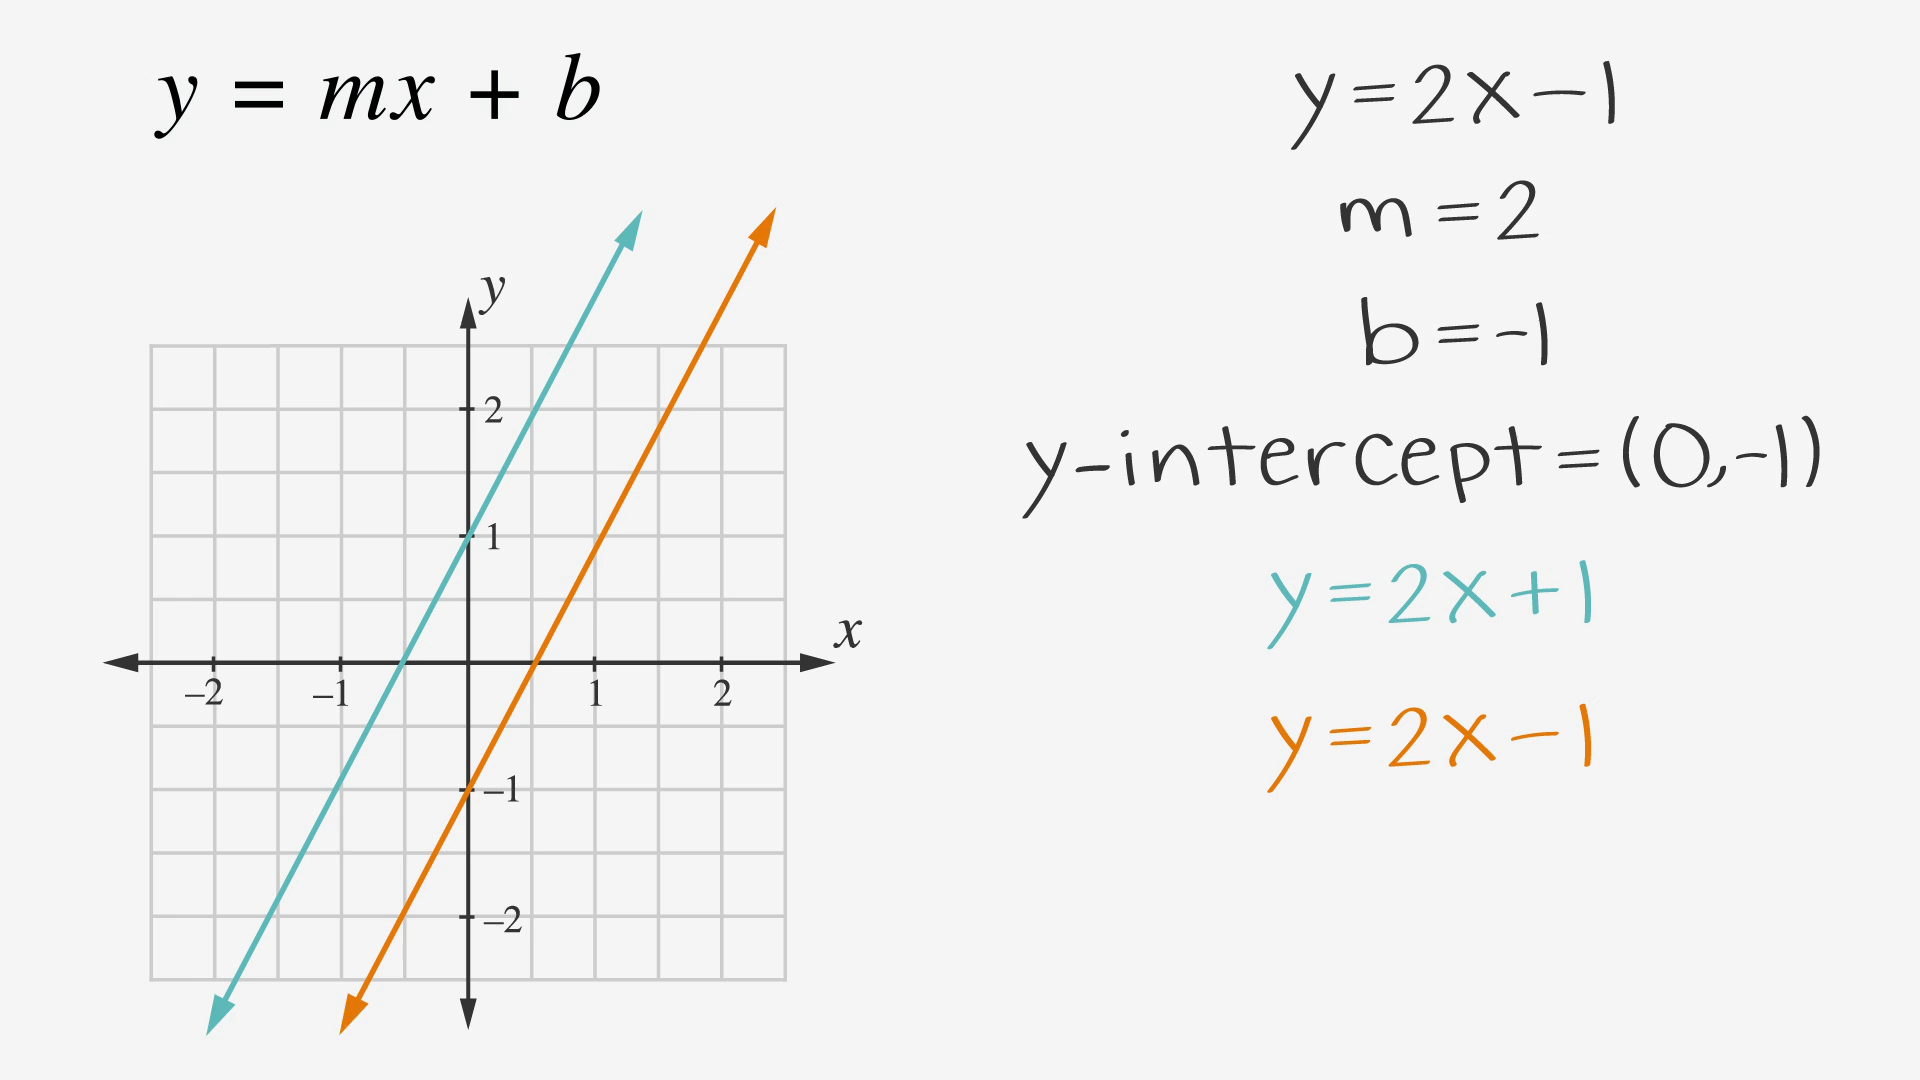 y = mx + b
y=2x-1
m=2
b=-1
y-intercept=(0,-1)
y=2x+1
y=2x-1
y
2
1
x
–2 –1 1 2
–1
–2